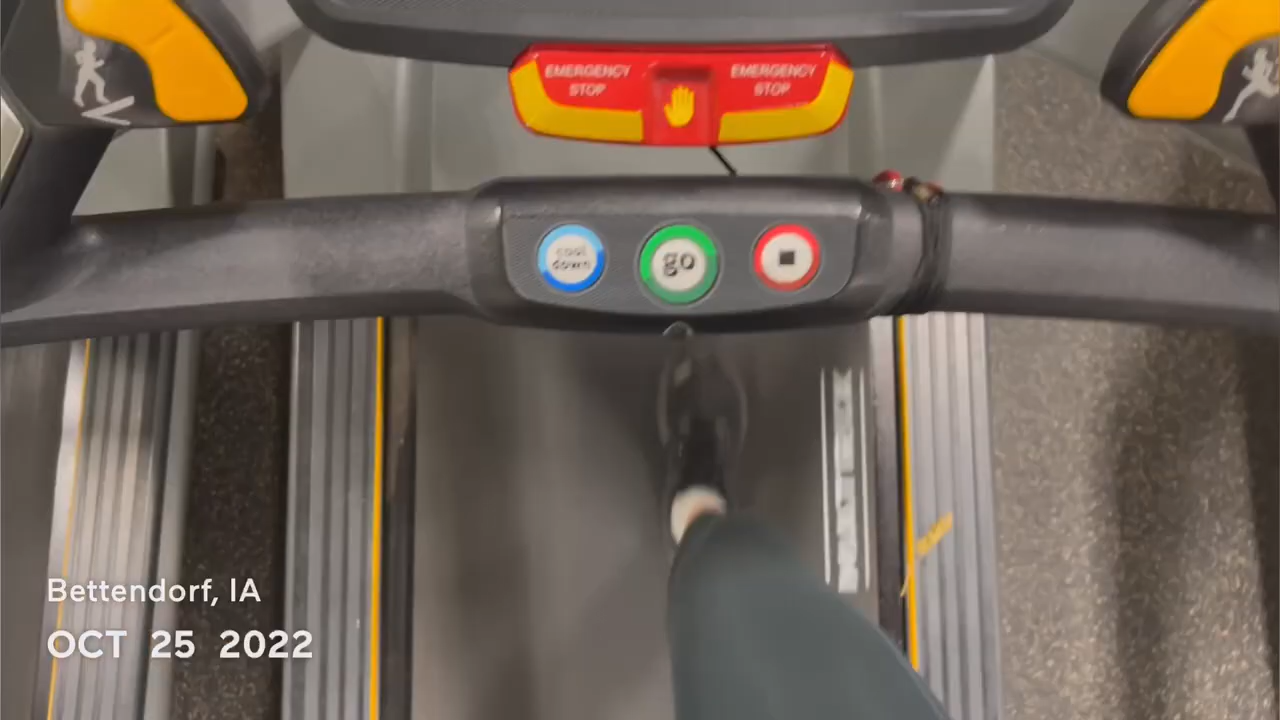 EMERGENCY
STOP
EMERGENCY
STOP
cool
down
go
Bettendorf, IA
OCT 25 2022